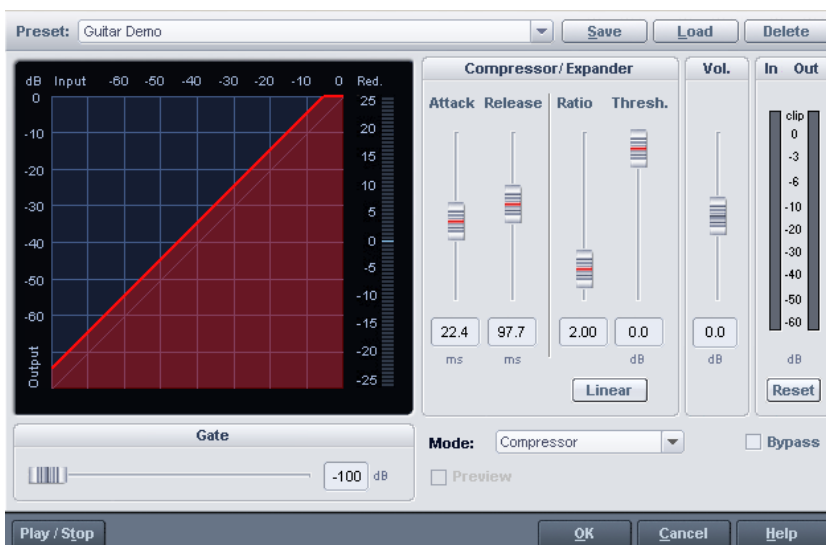 Preset: Guitar Demo Save Load Delete
dB Input -60 -50 -40 -30 -20 -10 0 Red.
0
-10
-20
-30
-40
-50
-60
Output
25
20
15
10
5
0
-5
-10
-15
-20
-25
Compressor/Expander
Attack Release Ratio Thresh.
22.4 97.7 2.00 0.0
ms ms dB
Linear
Vol.
0.0
dB
In Out
clip
0
-3
-6
-10
-20
-30
-40
-50
-60
dB
Reset
Gate
-100 dB
Mode: Compressor Bypass
Preview
Play / Stop OK Cancel Help